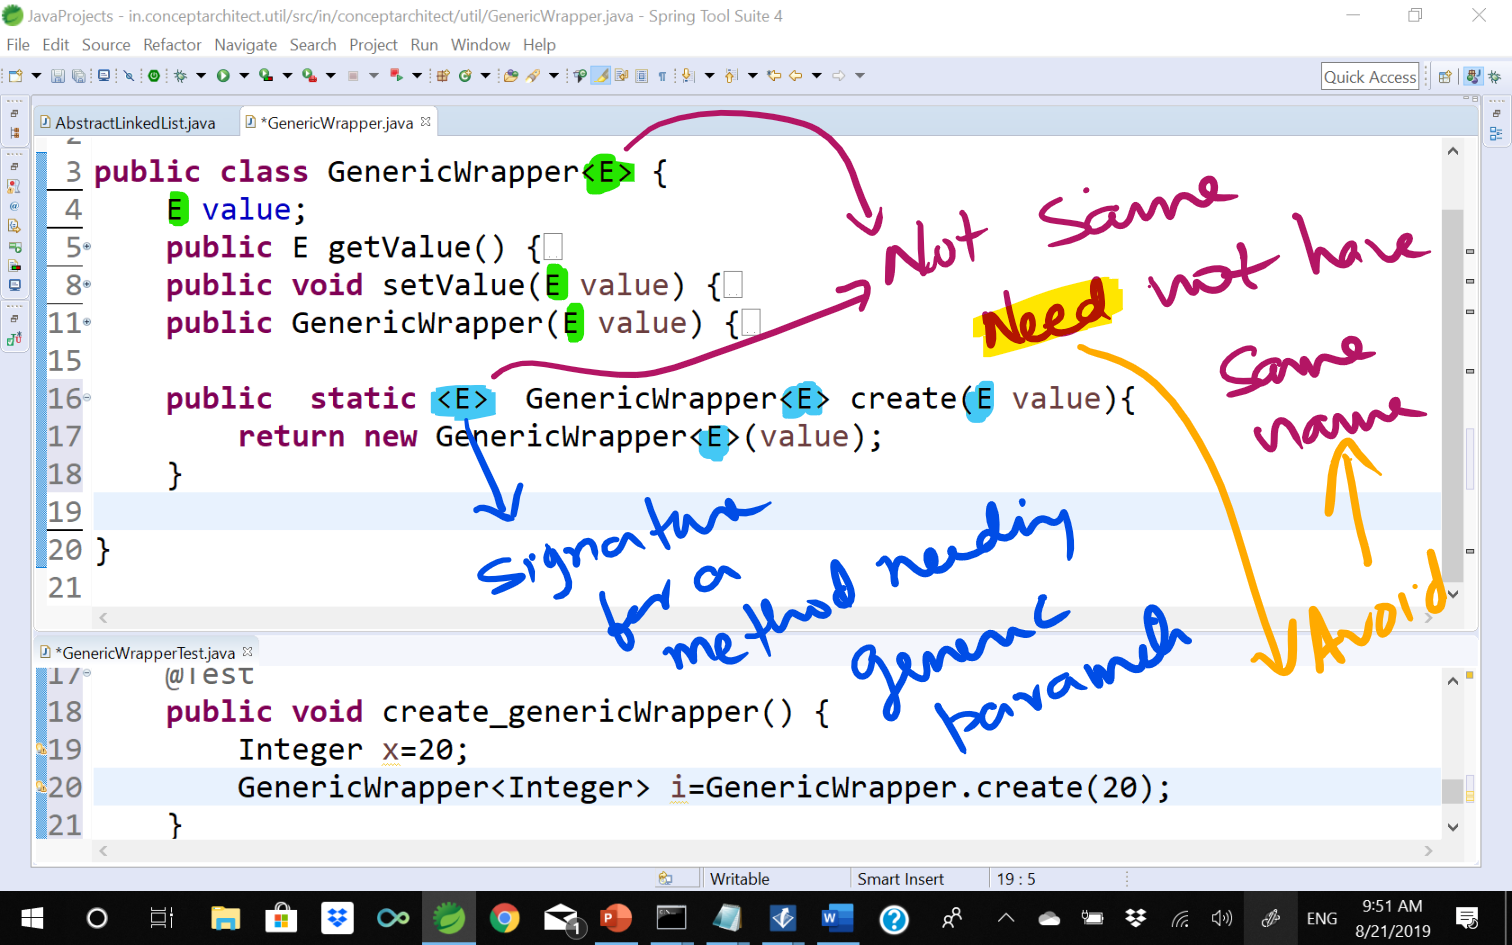 JavaProjects - in.conceptarchitect.util/src/in/conceptarchitect/util/GenericWrapper.java - Spring Tool Suite 4
File Edit Source Refactor Navigate Search Project Run Window Help
Quick Access
AbstractLinkedList.java *GenericWrapper.java
2
3 public class GenericWrapper<E> {
4 E value;
5 public E getValue() {
8 public void setValue(E value) {
11 public GenericWrapper(E value) {
15
16 public static <E> GenericWrapper<E> create(E value){
17 return new GenericWrapper<E>(value);
18 }
19
20 }
21
Not Same
Need not have
Same
name
Avoid
Signature
for a
method needing
generic
*GenericWrapperTest.java
17 @Test
18 public void create_genericWrapper() {
19 Integer x=20;
20 GenericWrapper<Integer> i=GenericWrapper.create(20);
21 }
Writable Smart Insert 19 : 5
1
ENG
9:51 AM
8/21/2019